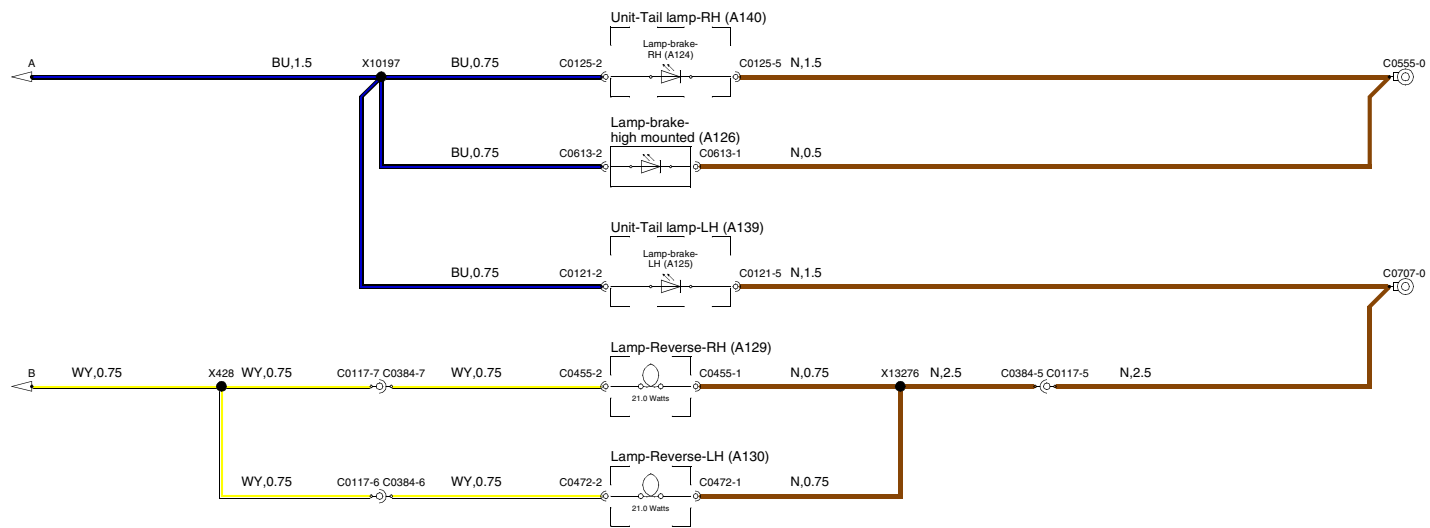 Unit-Tail lamp-RH (A140)
Lamp-brake-
RH (A124)
A
BU,1.5
X10197
BU,0.75
C0125-2
C0125-5
N,1.5
C0555-0
Lamp-brake-
high mounted (A126)
BU,0.75
C0613-2
C0613-1
N,0.5
Unit-Tail lamp-LH (A139)
Lamp-brake-
LH (A125)
BU,0.75
C0121-2
C0121-5
N,1.5
C0707-0
Lamp-Reverse-RH (A129)
B
WY,0.75
X428
WY,0.75
C0117-7
C0384-7
WY,0.75
C0455-2
C0455-1
N,0.75
X13276
N,2.5
C0384-5
C0117-5
N,2.5
21.0 Watts
Lamp-Reverse-LH (A130)
WY,0.75
C0117-6
C0384-6
WY,0.75
C0472-2
C0472-1
N,0.75
21.0 Watts